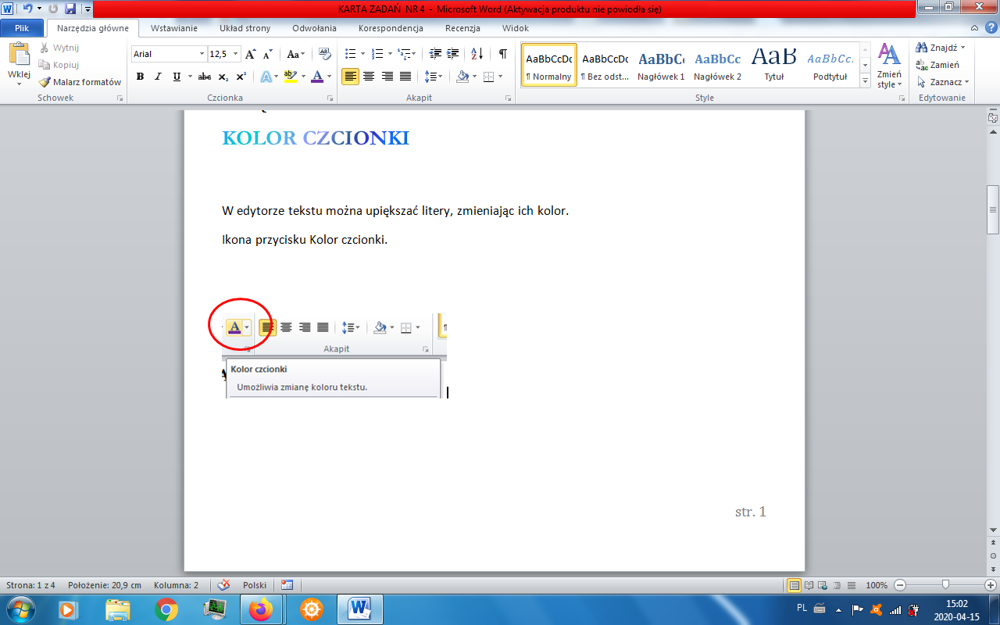 KARTA ZADAŃ NR 4 - Microsoft Word (Aktywacja produktu nie powiodła się)
Plik Narzędzia główne Wstawianie Układ strony Odwołania Korespondencja Recenzja Widok
Wklej
Wytnij
Kopiuj
Malarz formatów
Schowek
Arial 12,5
Czcionka
Akapit
AaBbCcDc AaBbCcDc AaBbCc AaBbCc AaB AaBbCc.
¶ Normalny ¶ Bez odst... Nagłówek 1 Nagłówek 2 Tytuł Podtytuł
Zmień
style
Style
Znajdź
Zamień
Zaznacz
Edytowanie
KOLOR CZCIONKI
W edytorze tekstu można upiększać litery, zmieniając ich kolor.
Ikona przycisku Kolor czcionki.
Akapit
Kolor czcionki
Umożliwia zmianę koloru tekstu.
str. 1
Strona: 1 z 4 Położenie: 20,9 cm Kolumna: 2 Polski 100%
PL 15:02
2020-04-15